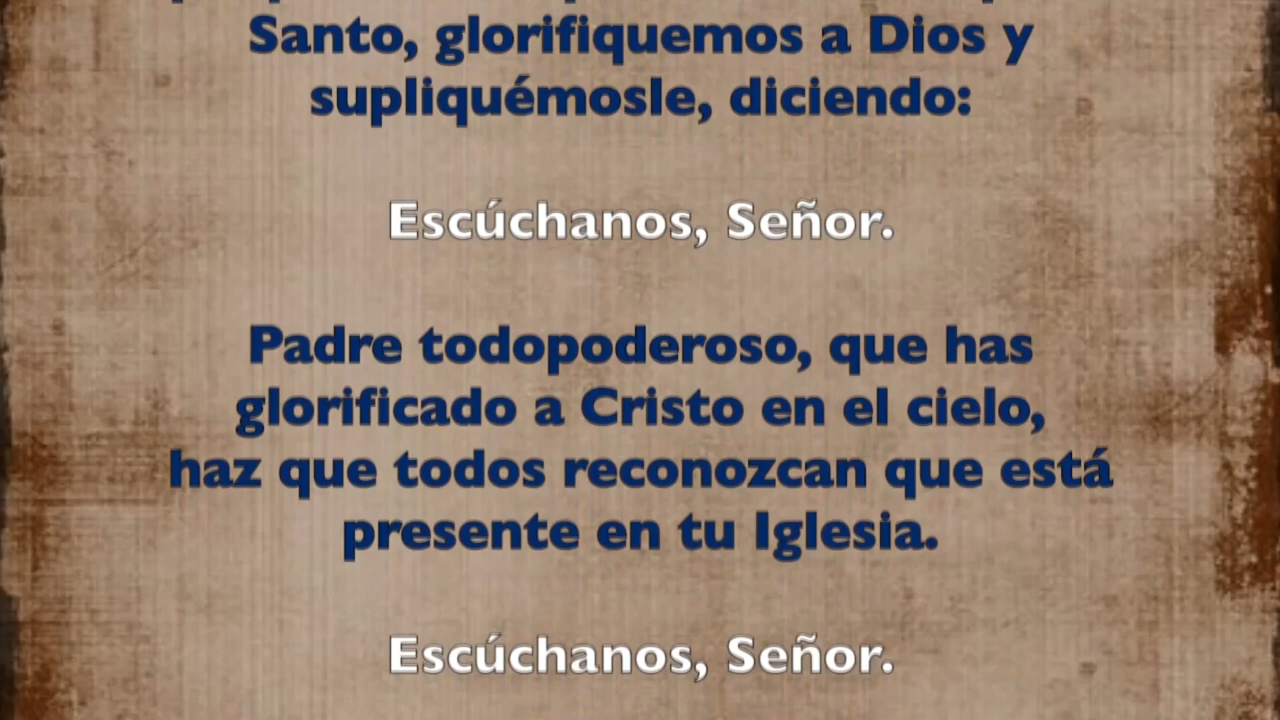 Santo, glorifiquemos a Dios y
supliquémosle, diciendo:
Escúchanos, Señor.
Padre todopoderoso, que has
glorificado a Cristo en el cielo,
haz que todos reconozcan que está
presente en tu Iglesia.
Escúchanos, Señor.